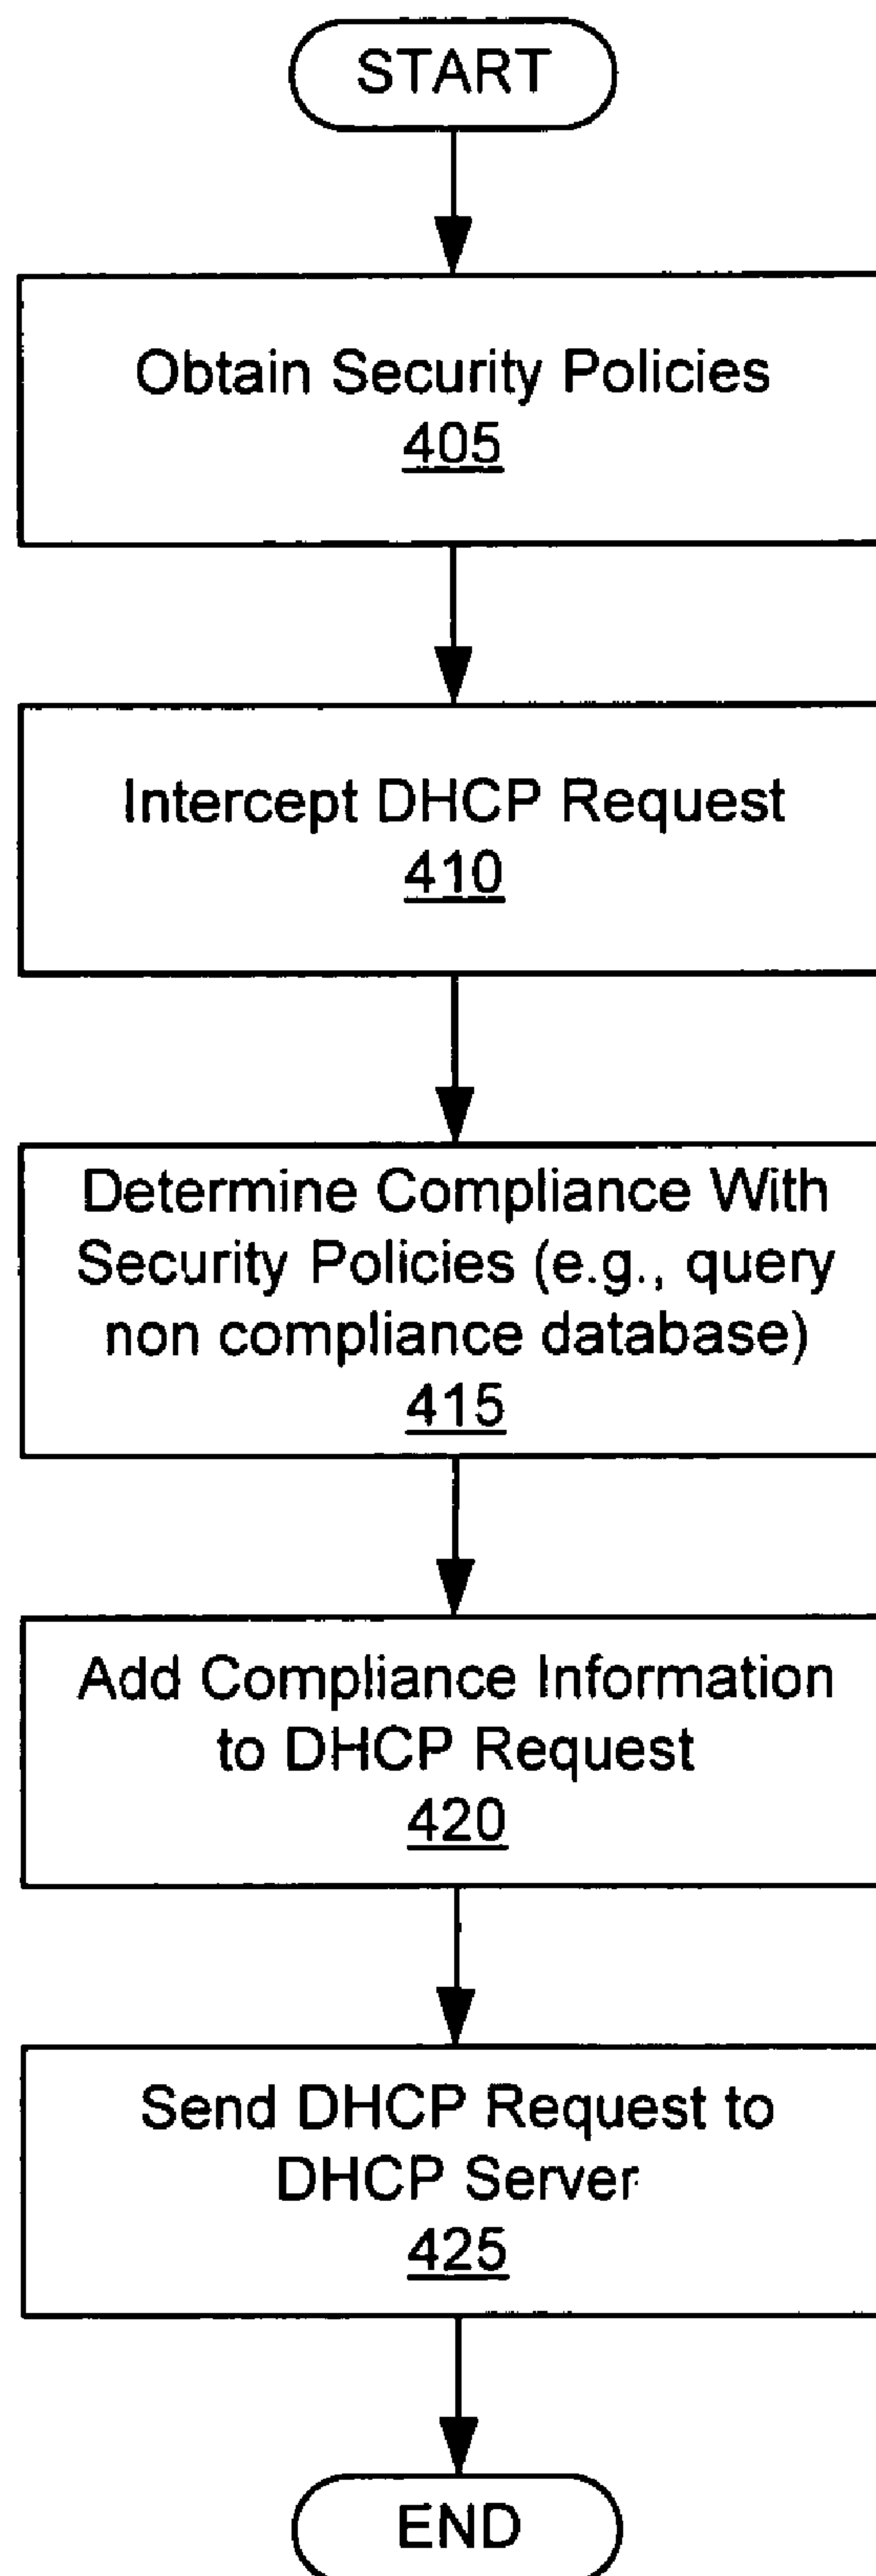 START
Obtain Security Policies
405
Intercept DHCP Request
410
Determine Compliance With
Security Policies (e.g., query
non compliance database)
415
Add Compliance Information
to DHCP Request
420
Send DHCP Request to
DHCP Server
425
END